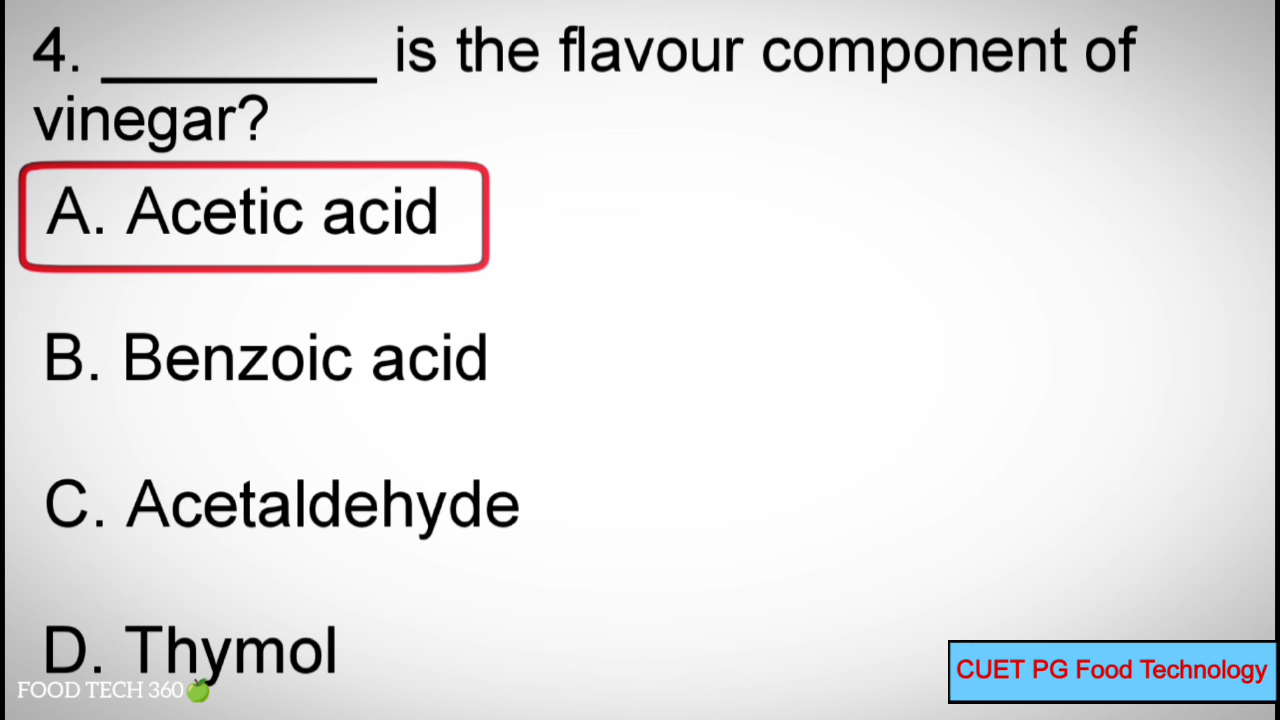 4. ________ is the flavour component of
vinegar?
A. Acetic acid
B. Benzoic acid
C. Acetaldehyde
D. Thymol
FOOD TECH 360🍏
CUET PG Food Technology